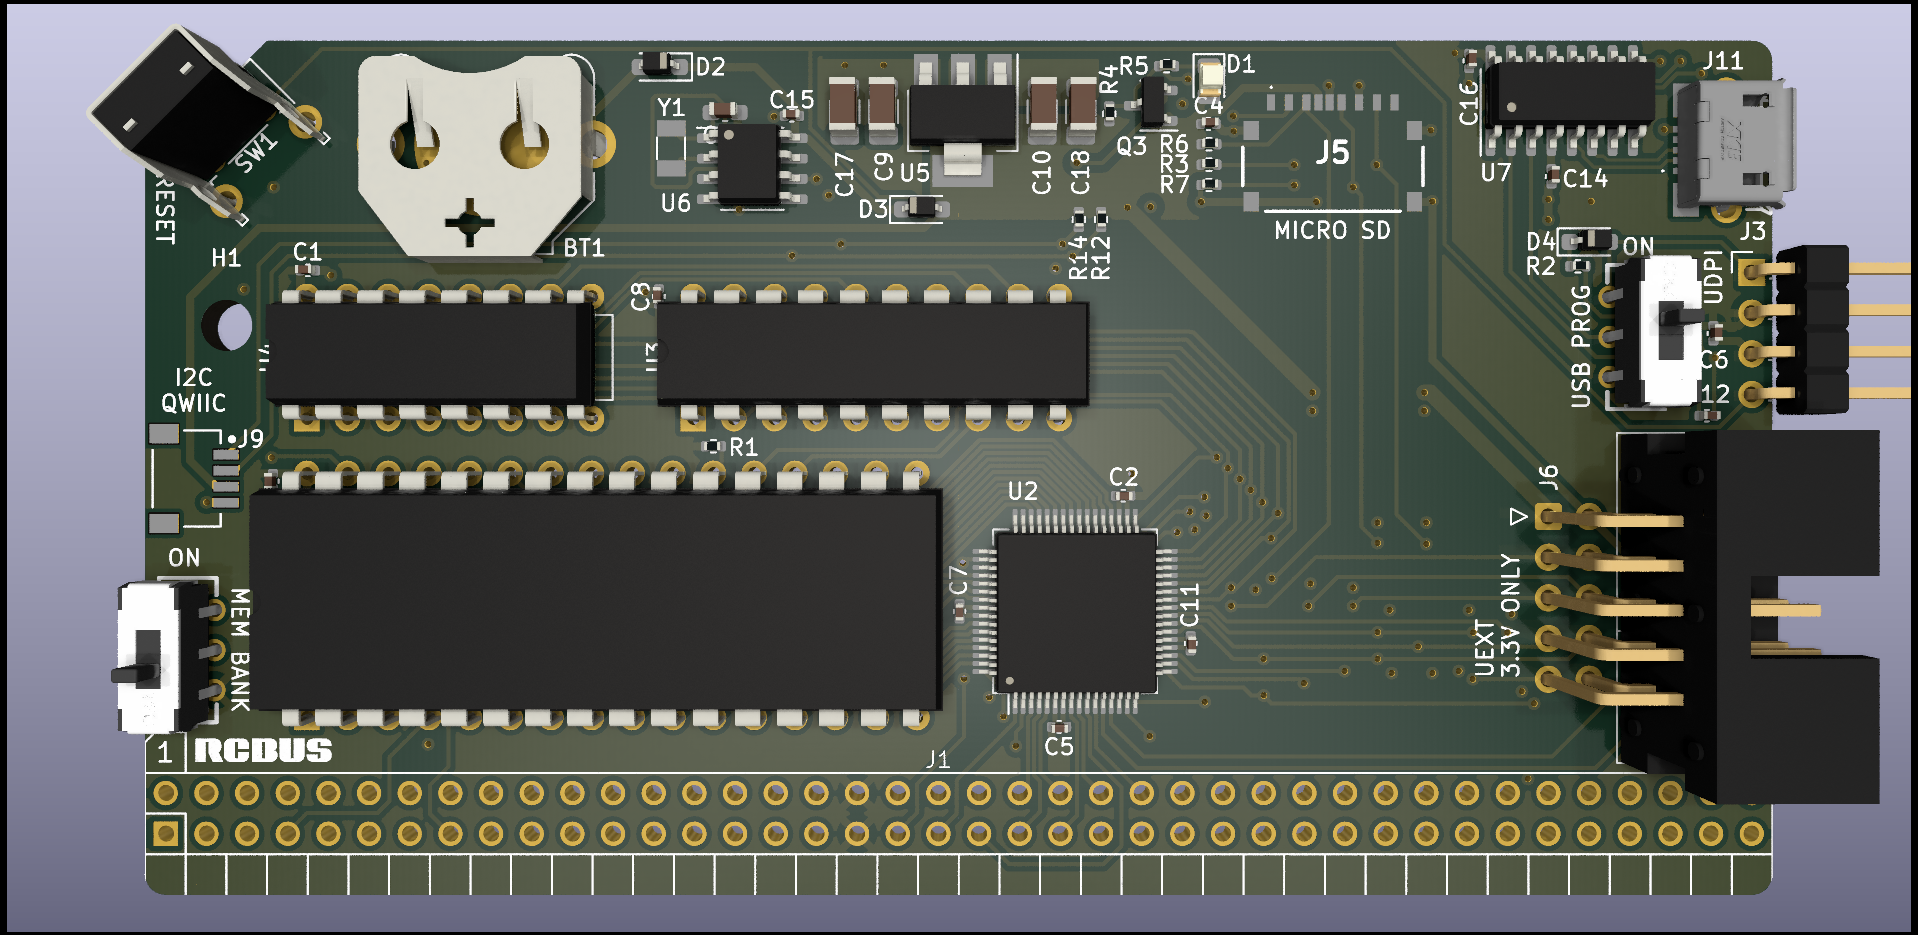 SW1
RESET
D2
Y1
C15
U6
C17
C9
U5
D3
C10
C18
R4
R5
Q3
D1
C4
R6
R3
R7
J5
MICRO SD
C16
U7
C14
J11
J3
D4
R2
ON
UDPI
USB PROG
C6
12
H1
C1
BT1
C8
U3
R14
R12
I2C
QWIIC
J9
R1
U2
C2
C7
C11
C5
J6
UEXT
3.3V ONLY
ON
MEM BANK
1
RCBUS
J1